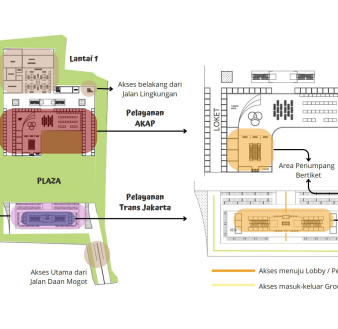 Lantai 1
Akses belakang dari
Jalan Lingkungan
Pelayanan
AKAP
LOKET
Area Penumpang
Bertiket
PLAZA
Pelayanan
Trans Jakarta
Akses Utama dari
Jalan Daan Mogot
Akses menuju Lobby / Pe
Akses masuk-keluar Grou